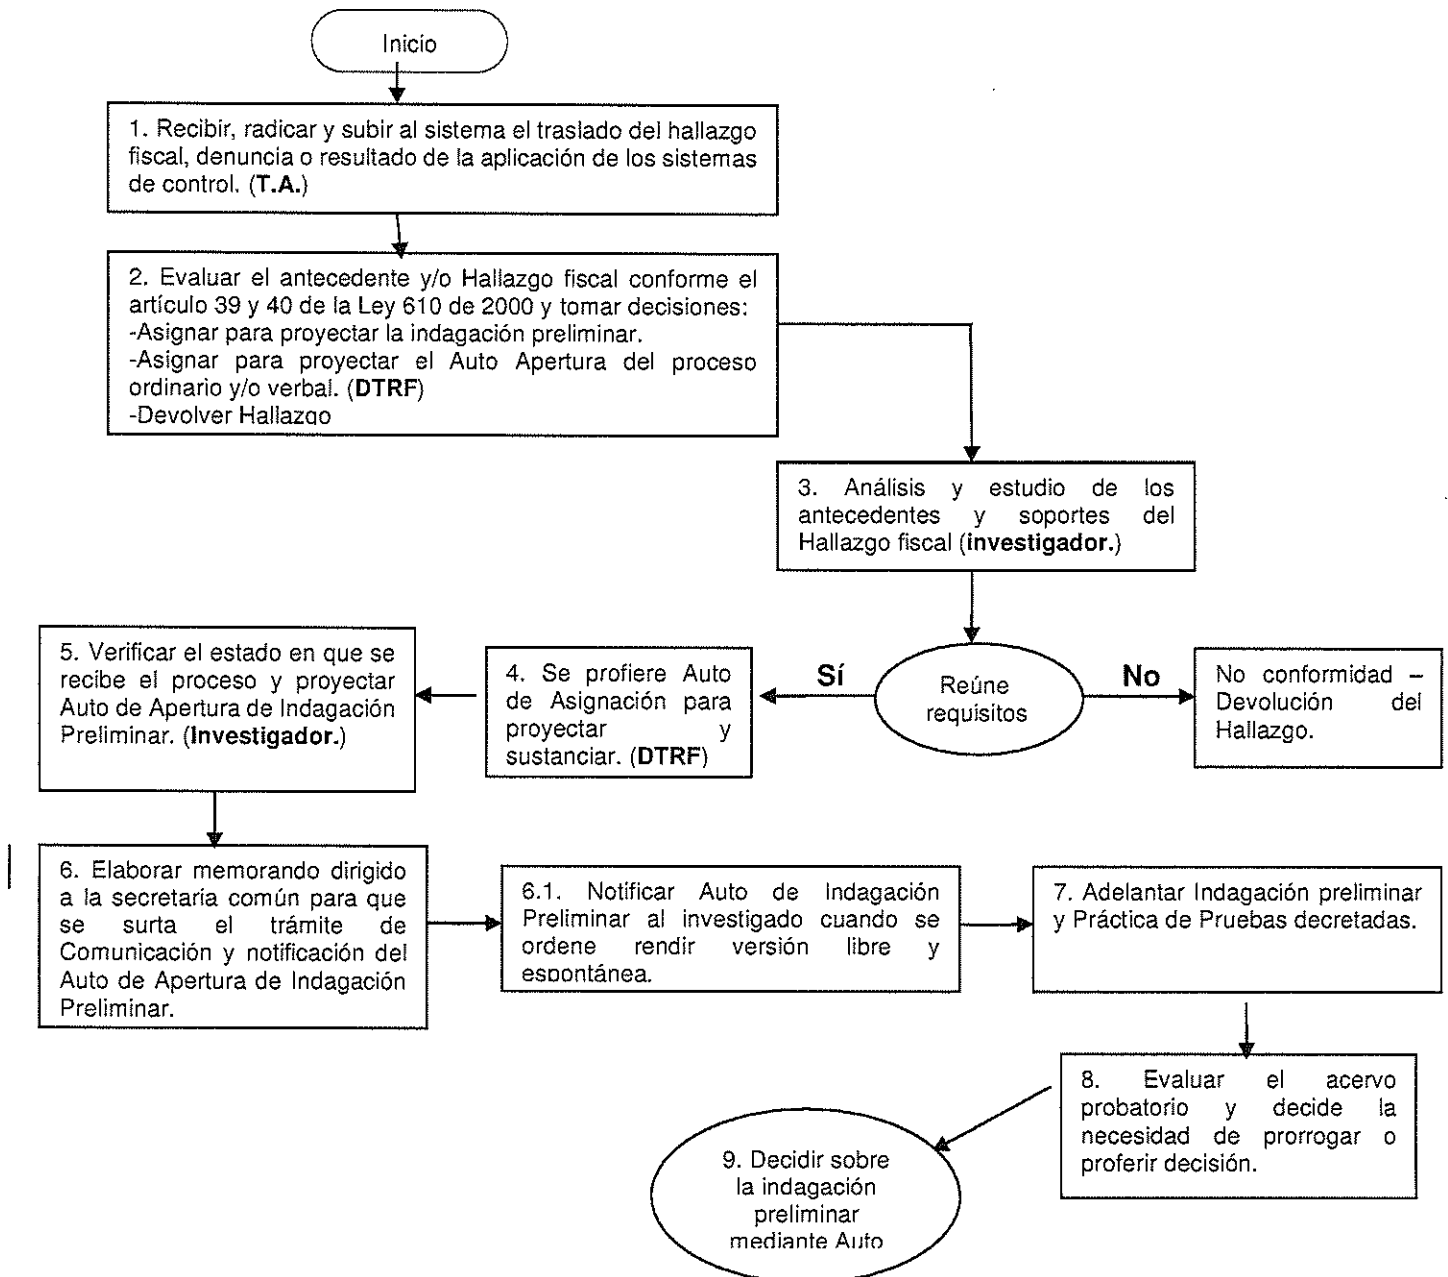 Inicio
1. Recibir, radicar y subir al sistema el traslado del hallazgo
fiscal, denuncia o resultado de la aplicación de los sistemas
de control. (T.A.)
2. Evaluar el antecedente y/o Hallazgo fiscal conforme el
artículo 39 y 40 de la Ley 610 de 2000 y tomar decisiones:
-Asignar para proyectar la indagación preliminar.
-Asignar para proyectar el Auto Apertura del proceso
ordinario y/o verbal. (DTRF)
-Devolver Hallazgo
3. Análisis y estudio de los
antecedentes y soportes del
Hallazgo fiscal (investigador.)
Reúne
requisitos
Sí
No
No conformidad –
Devolución del
Hallazgo.
4. Se profiere Auto
de Asignación para
proyectar y
sustanciar. (DTRF)
5. Verificar el estado en que se
recibe el proceso y proyectar
Auto de Apertura de Indagación
Preliminar. (Investigador.)
6. Elaborar memorando dirigido
a la secretaría común para que
se surta el trámite de
Comunicación y notificación del
Auto de Apertura de Indagación
Preliminar.
6.1. Notificar Auto de Indagación
Preliminar al investigado cuando se
ordene rendir versión libre y
espontánea.
7. Adelantar Indagación preliminar
y Práctica de Pruebas decretadas.
8. Evaluar el acervo
probatorio y decide la
necesidad de prorrogar o
proferir decisión.
9. Decidir sobre
la indagación
preliminar
mediante Auto